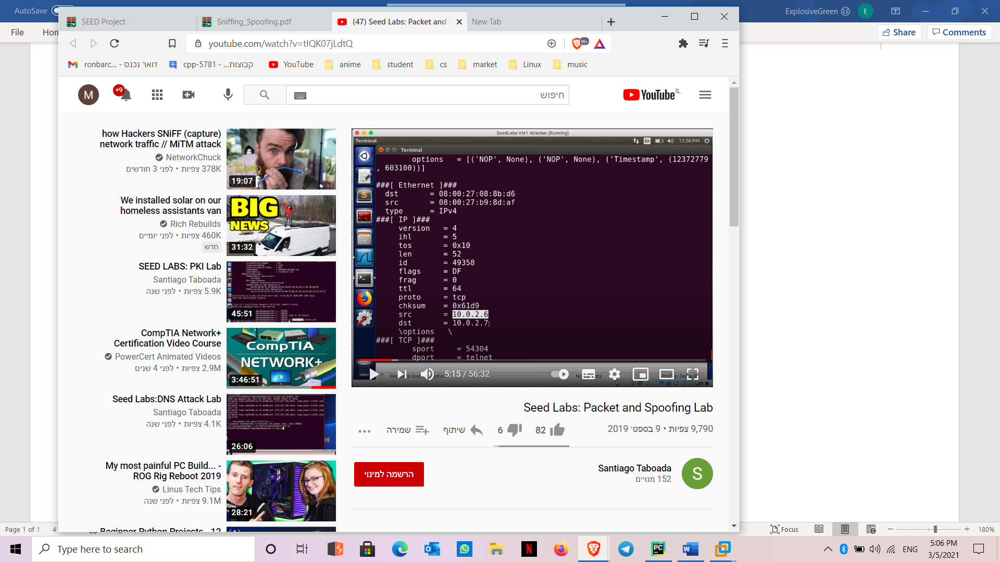 AutoSave
ExplosiveGreen
E
File
Share
Comments
SEED Project
Sniffing_Spoofing.pdf
(47) Seed Labs: Packet and
New Tab
youtube.com/watch?v=tIQK07jLdtQ
99+
דואר נכנס - ronbarc...
קבוצות... - cpp-5781
YouTube
anime
student
cs
market
Linux
music
M
+9
חיפוש
YouTube IL
how Hackers SNiFF (capture)
network traffic // MiTM attack
NetworkChuck
378K צפיות • לפני 3 חודשים
19:07
We installed solar on our
homeless assistants van
Rich Rebuilds
460K צפיות • לפני יומיים
חדש
BIG
NEWS
31:32
SEED LABS: PKI Lab
Santiago Taboada
5.9K צפיות • לפני שנה
45:51
CompTIA Network+
Certification Video Course
PowerCert Animated Videos
2.9M צפיות • לפני 4 שנים
CompTIA
NETWORK+
3:46:51
Seed Labs:DNS Attack Lab
Santiago Taboada
4.1K צפיות • לפני שנה
26:06
My most painful PC Build... -
ROG Rig Reboot 2019
Linus Tech Tips
9.1M צפיות • לפני שנה
28:21
Beginner Python Projects - 12
SeedLabs VM1 Attacker [Running]
Terminal
En
12:06 PM
Terminal
options = [('NOP', None), ('NOP', None), ('Timestamp', (12372779
, 603100))]
###[ Ethernet ]###
dst = 08:00:27:08:8b:d6
src = 08:00:27:b9:8d:af
type = IPv4
###[ IP ]###
version = 4
ihl = 5
tos = 0x10
len = 52
id = 49358
flags = DF
frag = 0
ttl = 64
proto = tcp
chksum = 0x61d9
src = 10.0.2.6
dst = 10.0.2.7
\options \
###[ TCP ]###
sport = 54304
dport = telnet
5:15 / 56:32
Profile: Default
Left ⌘
Seed Labs: Packet and Spoofing Lab
9,790 צפיות • 9 בספט׳ 2019
82
6
שיתוף
שמירה
Santiago Taboada
152 מנויים
S
הרשמה למינוי
Page 1 of 1
4
Focus
180%
Type here to search
ENG
5:06 PM
3/5/2021